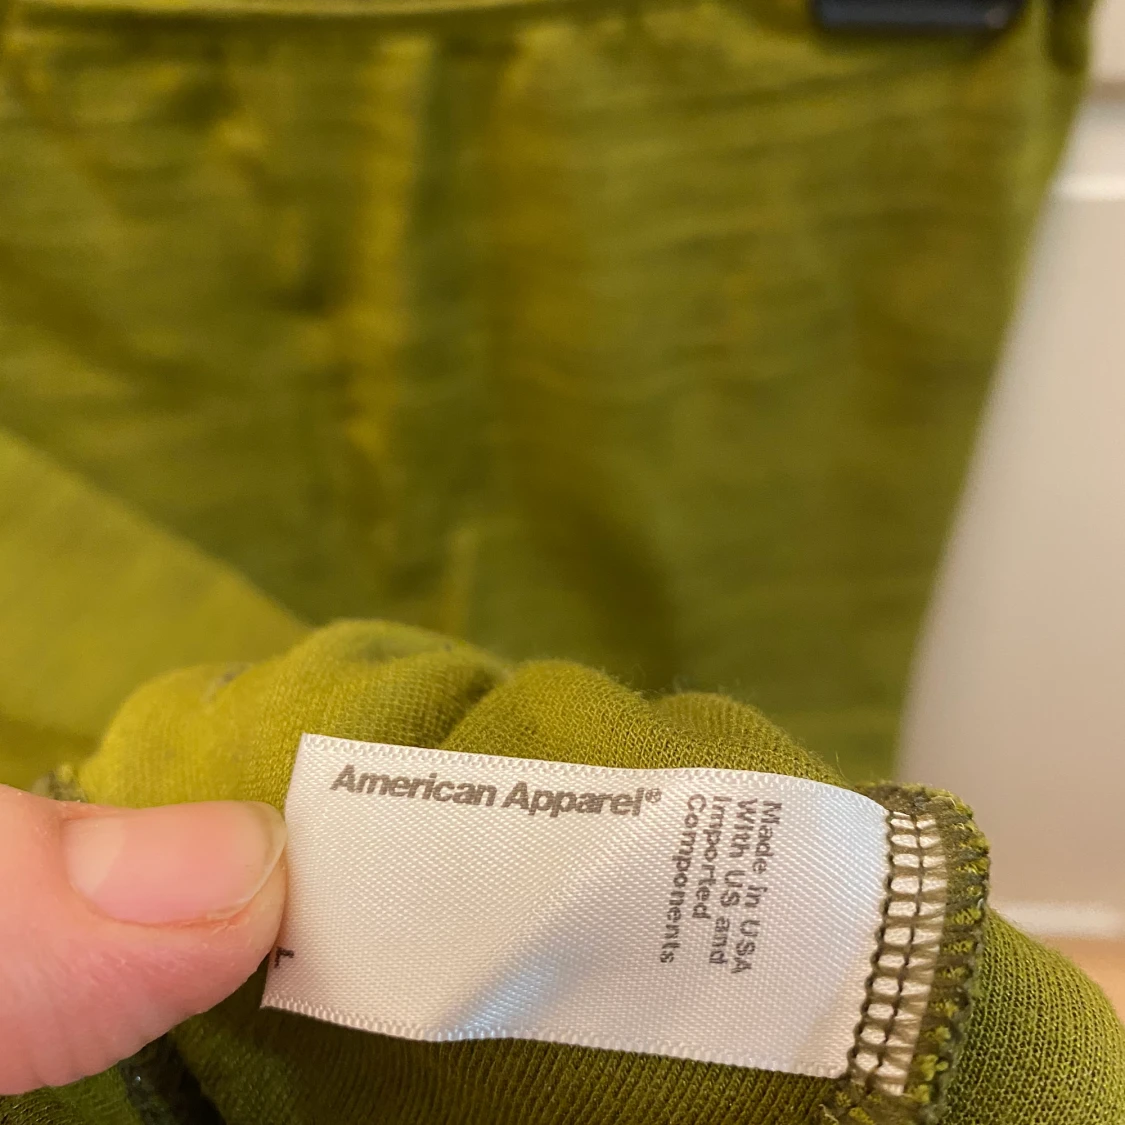 American Apparel®
Made in USA
With US and
Imported
Components